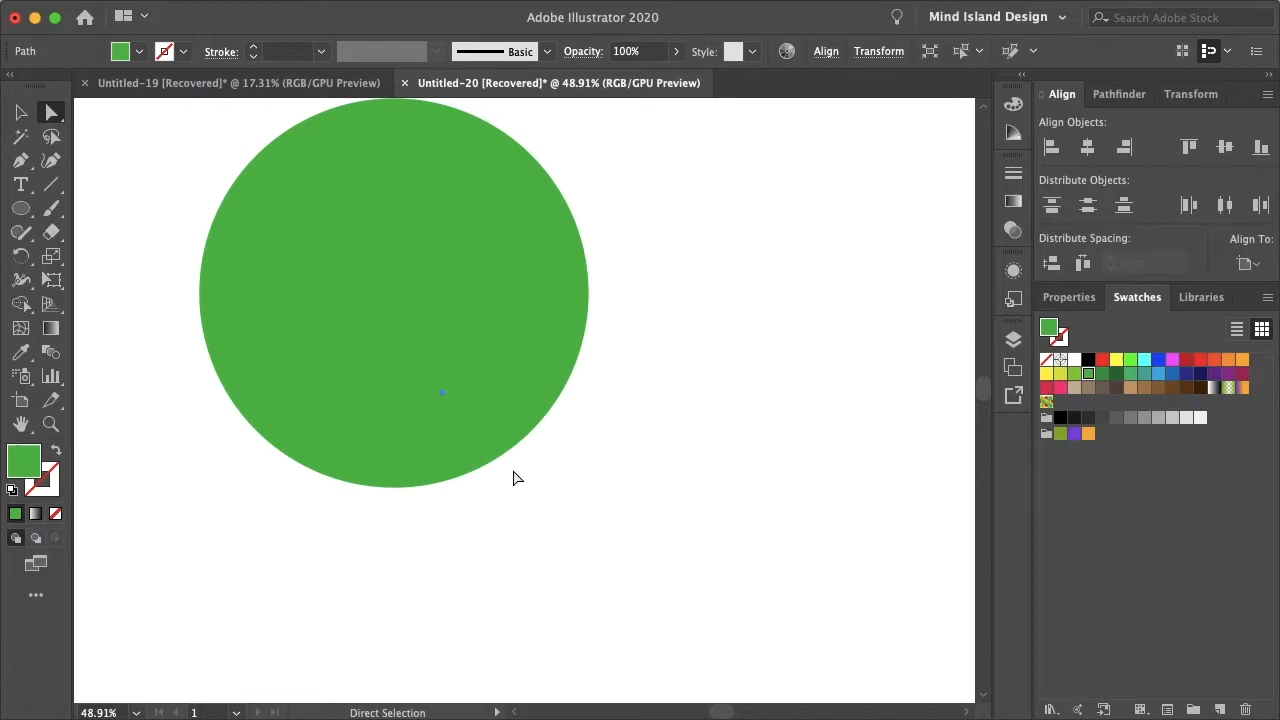 Adobe Illustrator 2020
Mind Island Design
Search Adobe Stock
Path
Stroke:
Basic
Opacity: 100%
Style:
Align
Transform
Untitled-19 [Recovered]* @ 17.31% (RGB/GPU Preview)
Untitled-20 [Recovered]* @ 48.91% (RGB/GPU Preview)
Align
Pathfinder
Transform
Align Objects:
Distribute Objects:
Distribute Spacing:
Align To:
Properties
Swatches
Libraries
48.91%
1
Direct Selection